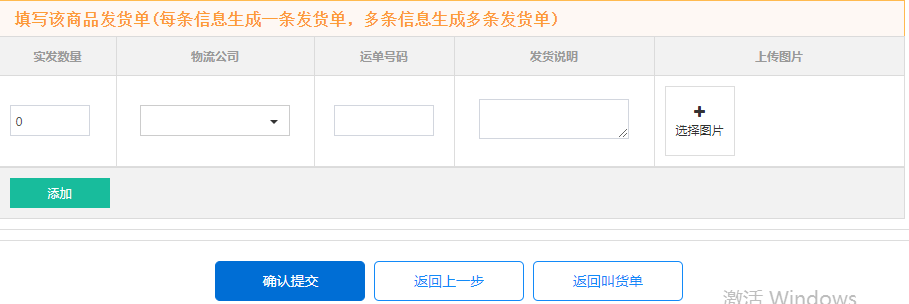 填写该商品发货单(每条信息生成一条发货单，多条信息生成多条发货单)
实发数量 物流公司 运单号码 发货说明 上传图片
0
选择图片
添加
确认提交 返回上一步 返回叫货单
激活 Windows